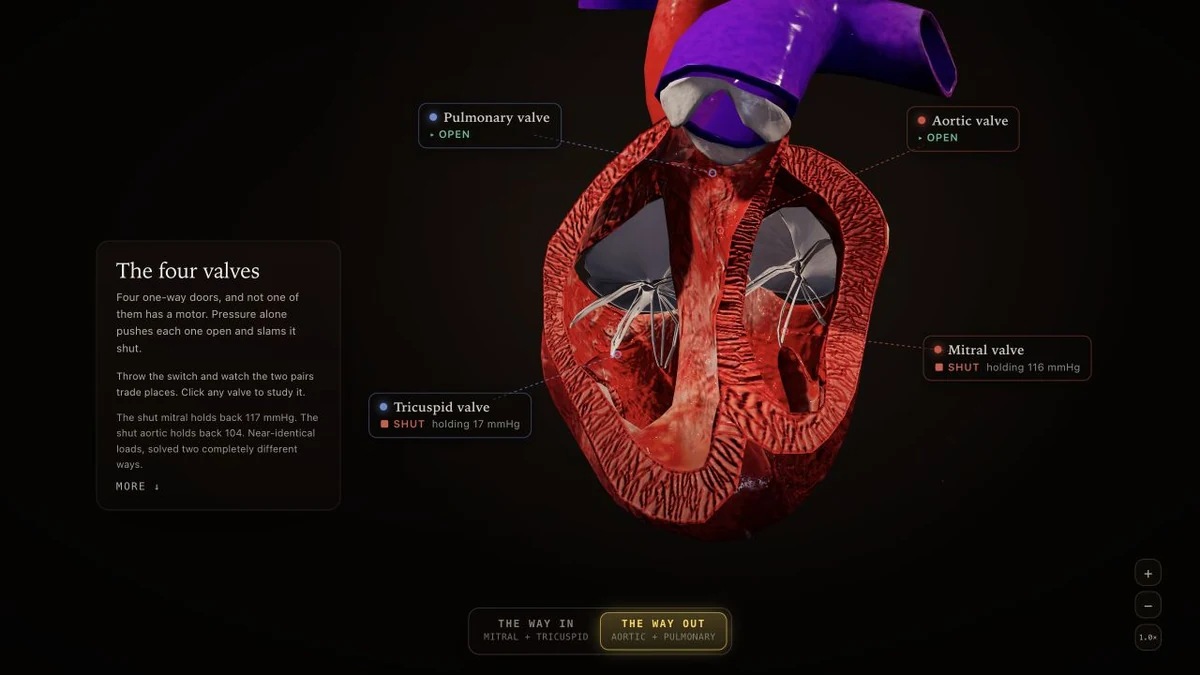 Pulmonary valve
▸ OPEN
Aortic valve
▸ OPEN
The four valves
Four one-way doors, and not one of
them has a motor. Pressure alone
pushes each one open and slams it
shut.
Throw the switch and watch the two pairs
trade places. Click any valve to study it.
The shut mitral holds back 117 mmHg. The
shut aortic holds back 104. Near-identical
loads, solved two completely different
ways.
MORE ↓
Mitral valve
SHUT holding 116 mmHg
Tricuspid valve
SHUT holding 17 mmHg
THE WAY IN
MITRAL + TRICUSPID
THE WAY OUT
AORTIC + PULMONARY
+
−
1.0×